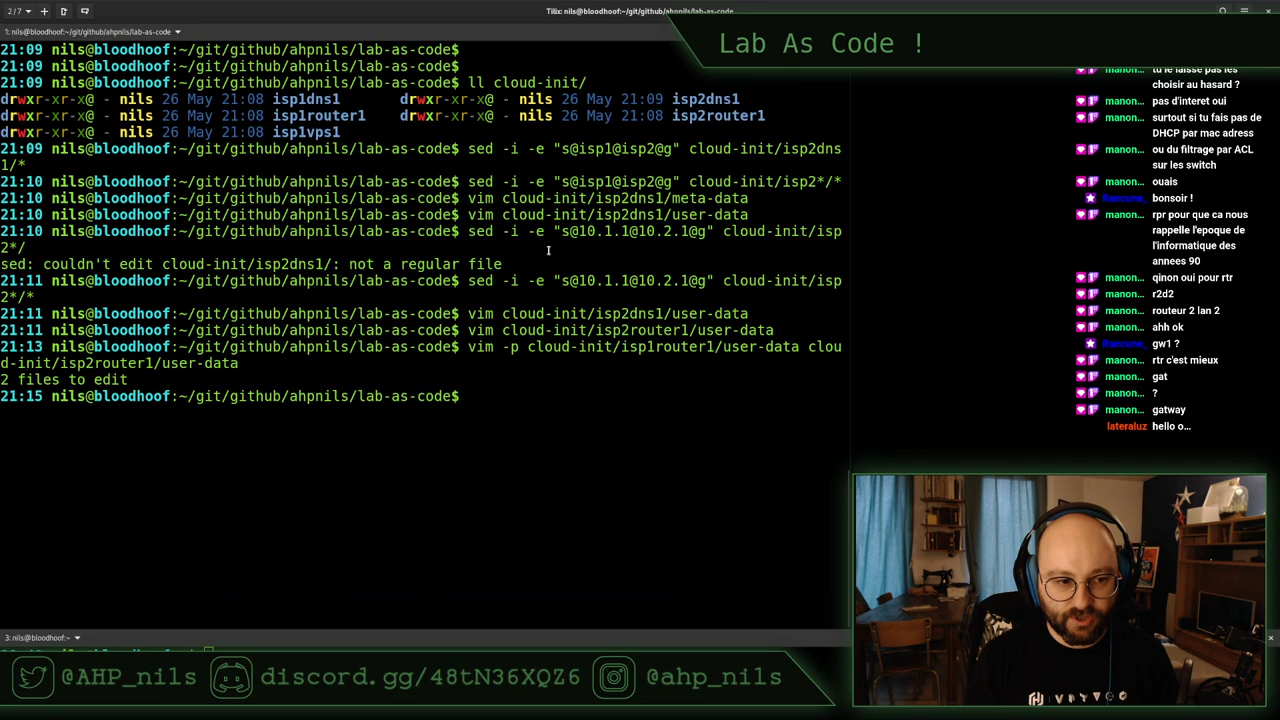 2 / 7
Tilix: nils@bloodhoof:~/git/github/ahpnils/lab-as-code
1: nils@bloodhoof:~/git/github/ahpnils/lab-as-code
Lab As Code !
21:09 nils@bloodhoof:~/git/github/ahpnils/lab-as-code$
21:09 nils@bloodhoof:~/git/github/ahpnils/lab-as-code$
21:09 nils@bloodhoof:~/git/github/ahpnils/lab-as-code$ ll cloud-init/
drwxr-xr-x@ - nils 26 May 21:08 isp1dns1    drwxr-xr-x@ - nils 26 May 21:09 isp2dns1
drwxr-xr-x@ - nils 26 May 21:08 isp1router1    drwxr-xr-x@ - nils 26 May 21:08 isp2router1
drwxr-xr-x@ - nils 26 May 21:08 isp1vps1
21:09 nils@bloodhoof:~/git/github/ahpnils/lab-as-code$ sed -i -e "s@isp1@isp2@g" cloud-init/isp2dns
1/*
21:10 nils@bloodhoof:~/git/github/ahpnils/lab-as-code$ sed -i -e "s@isp1@isp2@g" cloud-init/isp2*/*
21:10 nils@bloodhoof:~/git/github/ahpnils/lab-as-code$ vim cloud-init/isp2dns1/meta-data
21:10 nils@bloodhoof:~/git/github/ahpnils/lab-as-code$ vim cloud-init/isp2dns1/user-data
21:10 nils@bloodhoof:~/git/github/ahpnils/lab-as-code$ sed -i -e "s@10.1.1@10.2.1@g" cloud-init/isp
2*/
sed: couldn't edit cloud-init/isp2dns1/: not a regular file
21:11 nils@bloodhoof:~/git/github/ahpnils/lab-as-code$ sed -i -e "s@10.1.1@10.2.1@g" cloud-init/isp
2*/*
21:11 nils@bloodhoof:~/git/github/ahpnils/lab-as-code$ vim cloud-init/isp2dns1/user-data
21:11 nils@bloodhoof:~/git/github/ahpnils/lab-as-code$ vim cloud-init/isp2router1/user-data
21:13 nils@bloodhoof:~/git/github/ahpnils/lab-as-code$ vim -p cloud-init/isp1router1/user-data clou
d-init/isp2router1/user-data
2 files to edit
21:15 nils@bloodhoof:~/git/github/ahpnils/lab-as-code$
manon... tu le laisse pas les
choisir au hasard ?
manon... pas d'interet oui
manon... surtout si tu fais pas de
DHCP par mac adress
manon... ou du filtrage par ACL
sur les switch
manon... ouais
Rancune_ bonsoir !
manon... rpr pour que ca nous
rappelle l'epoque de
l'informatique des
annees 90
manon... qinon oui pour rtr
manon... r2d2
manon... routeur 2 lan 2
manon... ahh ok
Rancune_ gw1 ?
manon... rtr c'est mieux
manon... gat
manon... ?
manon... gatway
lateraluz hello o...
3: nils@bloodhoof:~
@AHP_nils
discord.gg/48tN36XQZ6
@ahp_nils